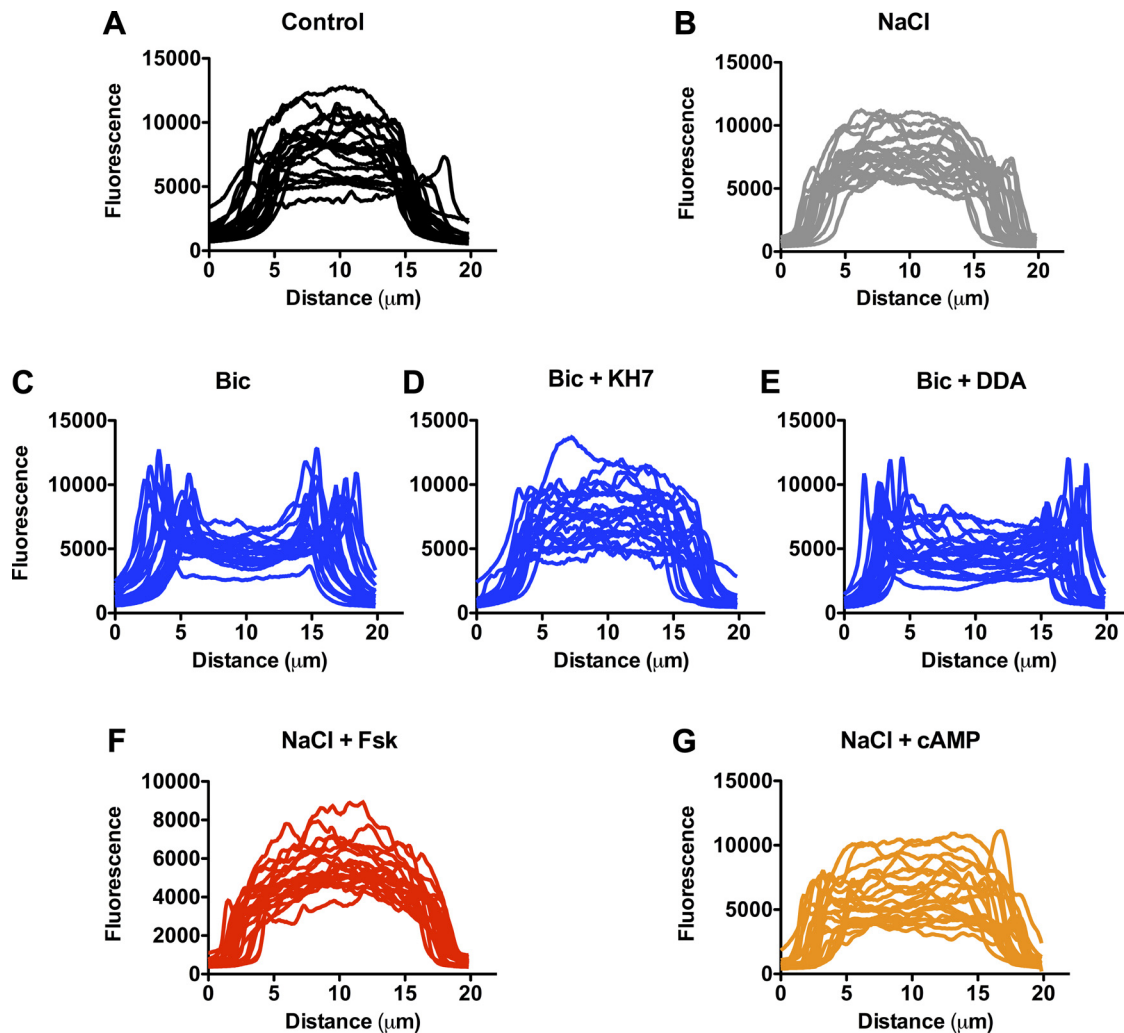 A Control
15000
10000
5000
0
Fluorescence
0 5 10 15 20
Distance (μm)
B NaCl
15000
10000
5000
0
Fluorescence
0 5 10 15 20
Distance (μm)
C Bic
15000
10000
5000
0
Fluorescence
0 5 10 15 20
Distance (μm)
D Bic + KH7
15000
10000
5000
0
0 5 10 15 20
Distance (μm)
E Bic + DDA
15000
10000
5000
0
0 5 10 15 20
Distance (μm)
F NaCl + Fsk
10000
8000
6000
4000
2000
0
Fluorescence
0 5 10 15 20
Distance (μm)
G NaCl + cAMP
15000
10000
5000
0
Fluorescence
0 5 10 15 20
Distance (μm)